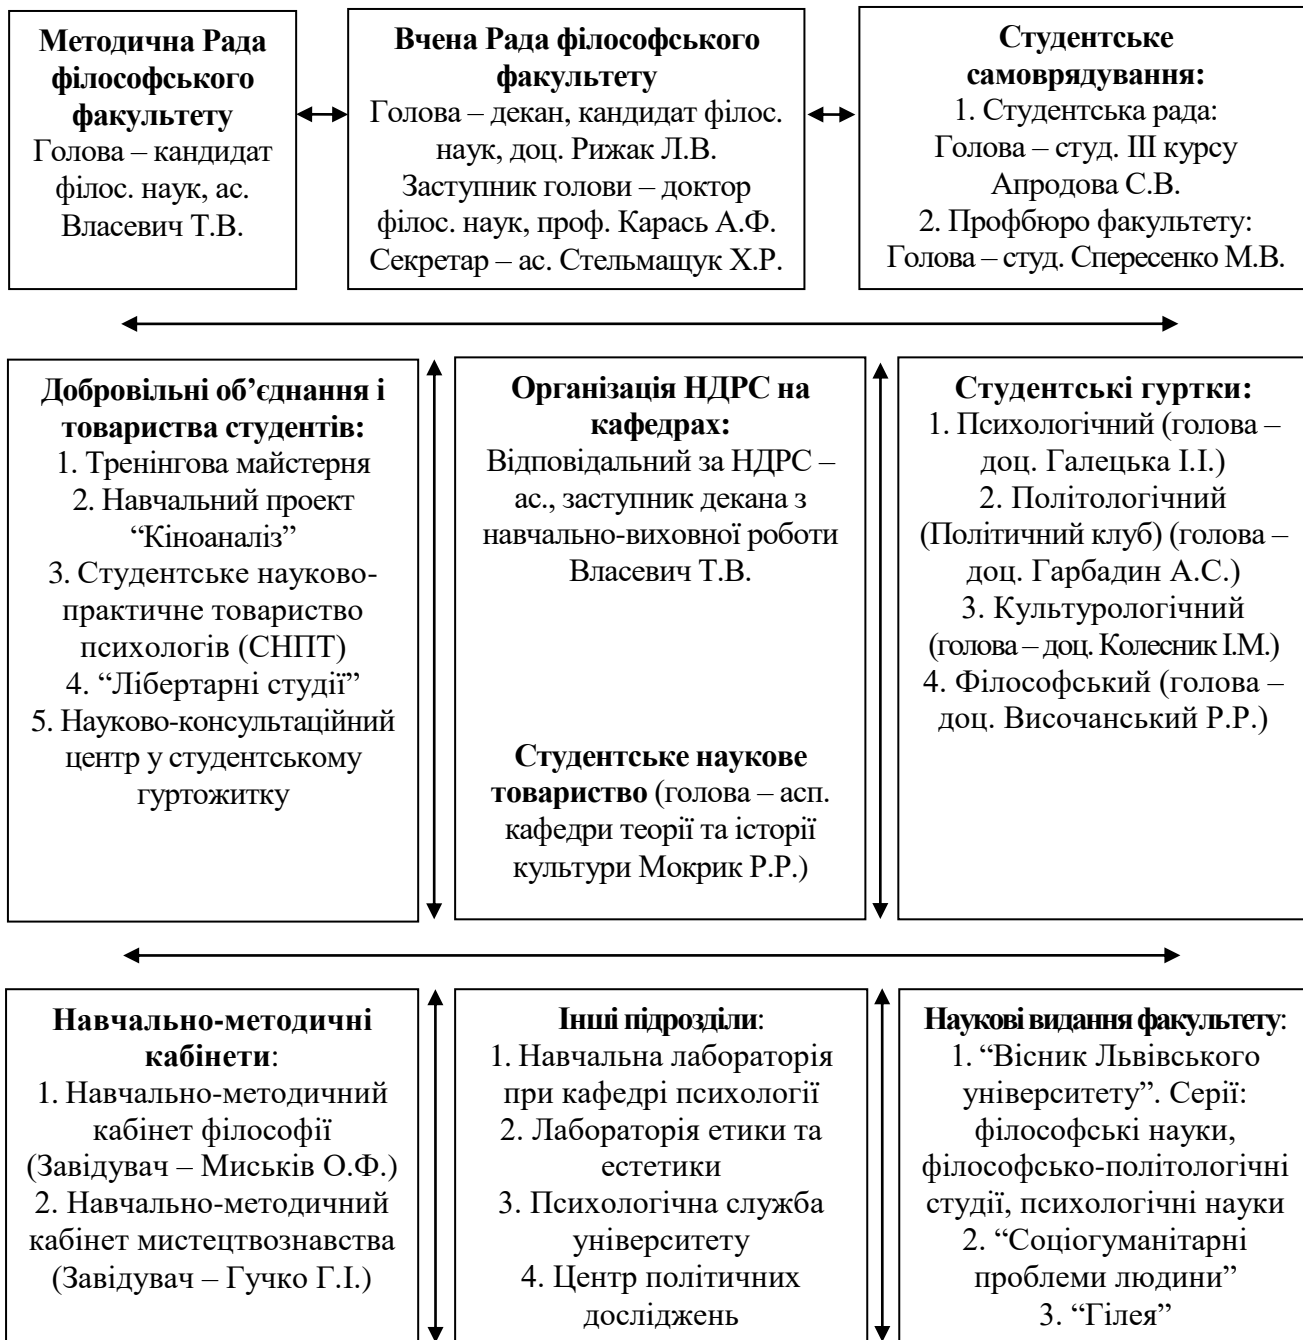 Методична Рада
філософського
факультету
Голова – кандидат
філос. наук, ас.
Власевич Т.В.
Вчена Рада філософського
факультету
Голова – декан, кандидат філос.
наук, доц. Рижак Л.В.
Заступник голови – доктор
філос. наук, проф. Карась А.Ф.
Секретар – ас. Стельмащук Х.Р.
Студентське
самоврядування:
1. Студентська рада:
Голова – студ. ІІІ курсу
Апродова С.В.
2. Профбюро факультету:
Голова – студ. Спересенко М.В.
Добровільні об’єднання і
товариства студентів:
1. Тренінгова майстерня
2. Навчальний проект
“Кіноаналіз”
3. Студентське науково-
практичне товариство
психологів (СНПТ)
4. “Лібертарні студії”
5. Науково-консультаційний
центр у студентському
гуртожитку
Організація НДРС на
кафедрах:
Відповідальний за НДРС –
ас., заступник декана з
навчально-виховної роботи
Власевич Т.В.
Студентське наукове
товариство (голова – асп.
кафедри теорії та історії
культури Мокрик Р.Р.)
Студентські гуртки:
1. Психологічний (голова –
доц. Галецька І.І.)
2. Політологічний
(Політичний клуб) (голова –
доц. Гарбадин А.С.)
3. Культурологічний
(голова – доц. Колесник І.М.)
4. Філософський (голова –
доц. Височанський Р.Р.)
Навчально-методичні
кабінети:
1. Навчально-методичний
кабінет філософії
(Завідувач – Миськів О.Ф.)
2. Навчально-методичний
кабінет мистецтвознавства
(Завідувач – Гучко Г.І.)
Інші підрозділи:
1. Навчальна лабораторія
при кафедрі психології
2. Лабораторія етики та
естетики
3. Психологічна служба
університету
4. Центр політичних
досліджень
Наукові видання факультету:
1. “Вісник Львівського
університету”. Серії:
філософські науки,
філософсько-політологічні
студії, психологічні науки
2. “Соціогуманітарні
проблеми людини”
3. “Гілея”